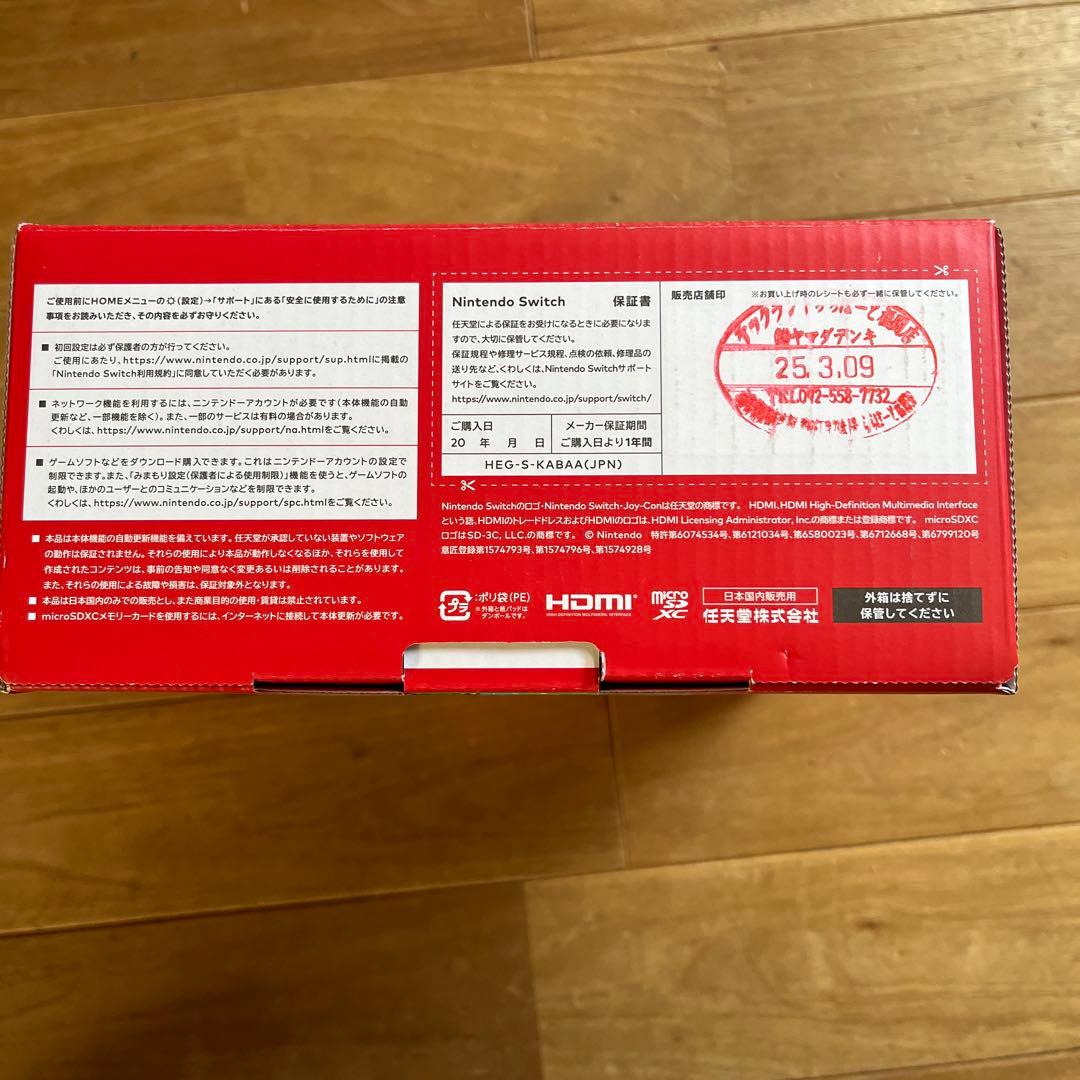 ご使用前にHOMEメニューの(設定)→「サポート」にある「安全に使用するために」の注意
事項をお読みいただき、その内容を必ずお守りください。
■ 初回設定は必ず保護者の方が行ってください。
ご使用にあたり、https://www.nintendo.co.jp/support/sup.htmlに掲載の
「Nintendo Switch利用規約」に同意していただく必要があります。
■ ネットワーク機能を利用するには、ニンテンドーアカウントが必要です(本体機能の自動
更新など、一部機能を除く)。また、一部のサービスは有料の場合があります。
くわしくは、https://www.nintendo.co.jp/support/na.htmlをご覧ください。
■ ゲームソフトなどをダウンロード購入できます。これはニンテンドーアカウントの設定で
制限できます。また、「みまもり設定(保護者による使用制限)」機能を使うと、ゲームソフトの
起動や、ほかのユーザーとのコミュニケーションなどを制限できます。
くわしくは、https://www.nintendo.co.jp/support/spc.htmlをご覧ください。
■ 本品は本体機能の自動更新機能を備えています。任天堂が承認していない装置やソフトウェア
の動作は保証されません。それらの使用により本品が動作しなくなるほか、それらを使用して
作成されたコンテンツは、事前の告知や同意なく変更あるいは削除されることがあります。
また、それらの使用による故障や損害は、保証対象外となります。
■ 本品は日本国内のみでの販売とし、また商業目的の使用・賃貸は禁止されています。
■ microSDXCメモリーカードを使用するには、インターネットに接続して本体更新が必要です。
Nintendo Switch 保証書
任天堂による保証をお受けになるときに必要になりま
すので、大切に保管してください。
保証規程や修理サービス規程、点検の依頼、修理品の
送り先など、くわしくは、Nintendo Switchサポート
サイトをご覧ください。
https://www.nintendo.co.jp/support/switch/
ご購入日 メーカー保証期間
20 年 月 日 ご購入日より1年間
HEG-S-KABAA(JPN)
販売店舗印 ※お買い上げ時のレシートも必ず一緒に保管してください。
㈱ヤマダデンキ
25.3.09
TEL092-558-7732
Nintendo Switchのロゴ・Nintendo Switch・Joy-Conは任天堂の商標です。 HDMI、HDMI High-Definition Multimedia Interface
という語、HDMIのトレードドレスおよびHDMIのロゴは、HDMI Licensing Administrator, Inc.の商標または登録商標です。 microSDXC
ロゴはSD-3C, LLC.の商標です。 © Nintendo 特許第6074534号、第6121034号、第6580023号、第6712668号、第6799120号
意匠登録第1574793号、第1574796号、第1574928号
プラ :ポリ袋(PE)
※外箱と紙パッドは
ダンボールです。
HDMI
HIGH-DEFINITION MULTIMEDIA INTERFACE
micro SD XC
日本国内販売用
任天堂株式会社
外箱は捨てずに
保管してください